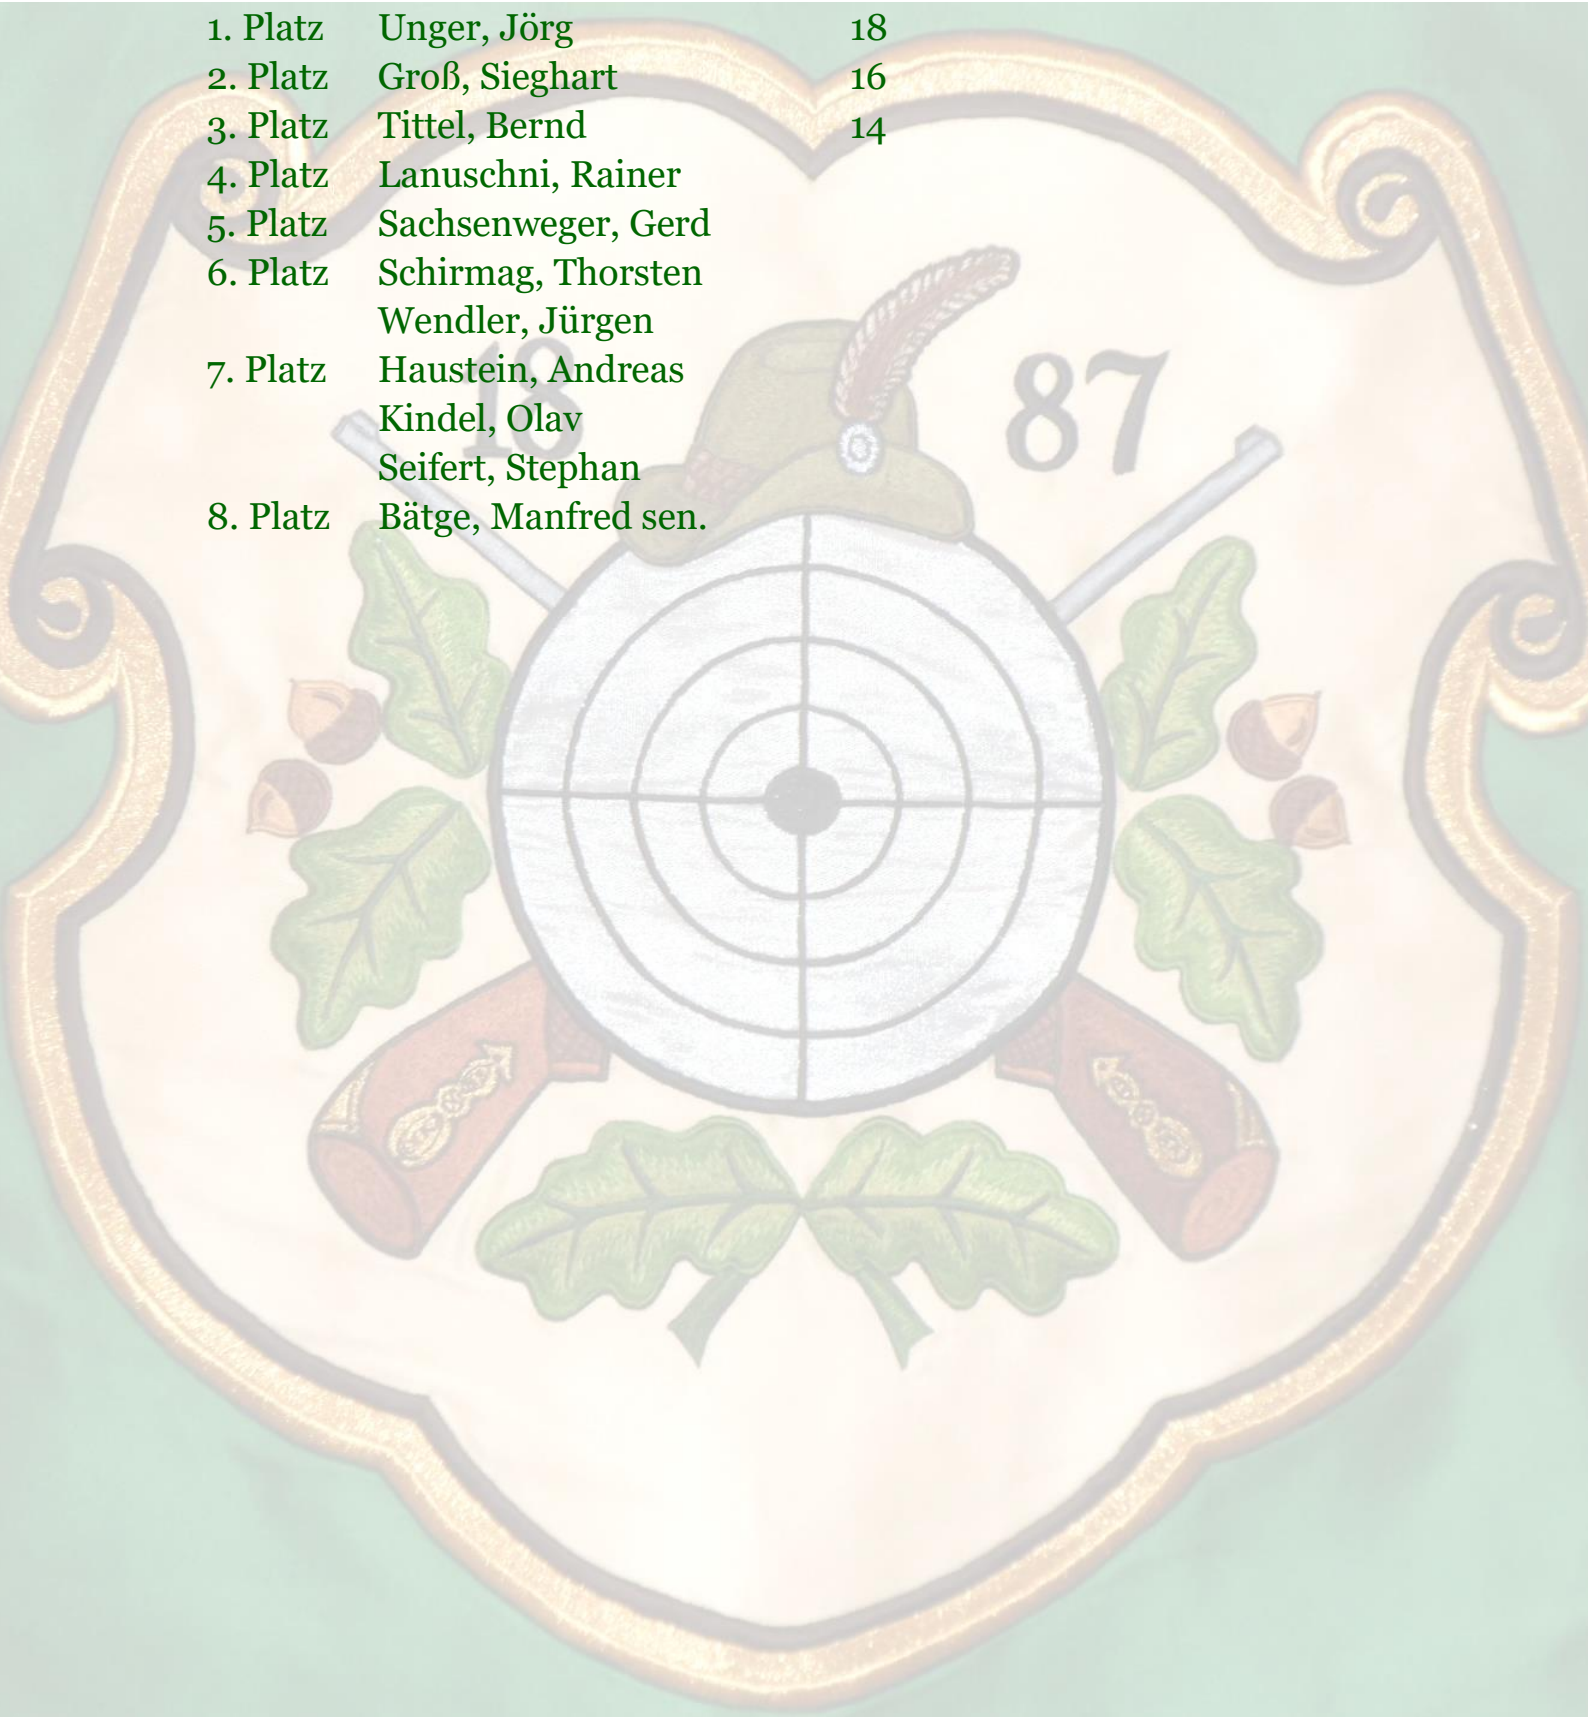 1. Platz Unger, Jörg 18
2. Platz Groß, Sieghart 16
3. Platz Tittel, Bernd 14
4. Platz Lanuschni, Rainer
5. Platz Sachsenweger, Gerd
6. Platz Schirmag, Thorsten
Wendler, Jürgen
7. Platz Haustein, Andreas
Kindel, Olav
Seifert, Stephan
8. Platz Bätge, Manfred sen.
18 87